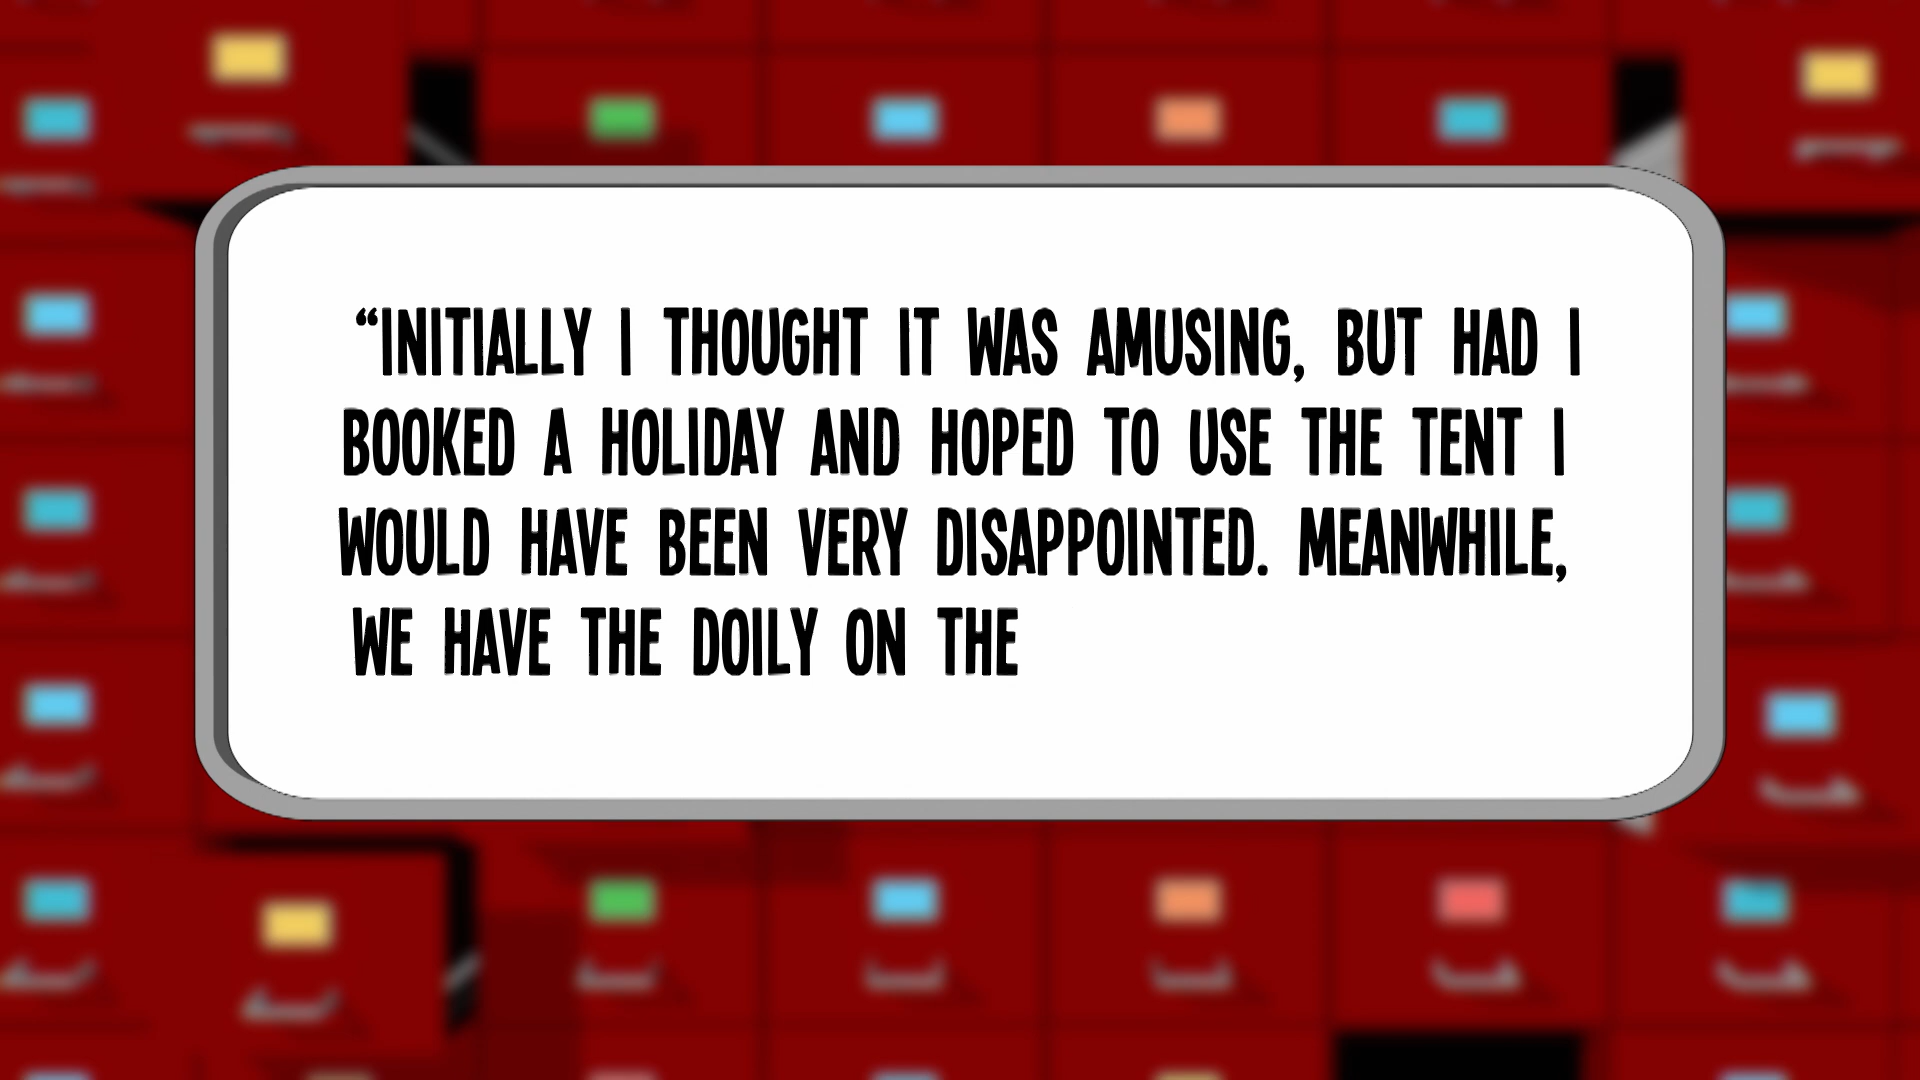 “INITIALLY I THOUGHT IT WAS AMUSING, BUT HAD I
BOOKED A HOLIDAY AND HOPED TO USE THE TENT I
WOULD HAVE BEEN VERY DISAPPOINTED. MEANWHILE,
WE HAVE THE DOILY ON THE